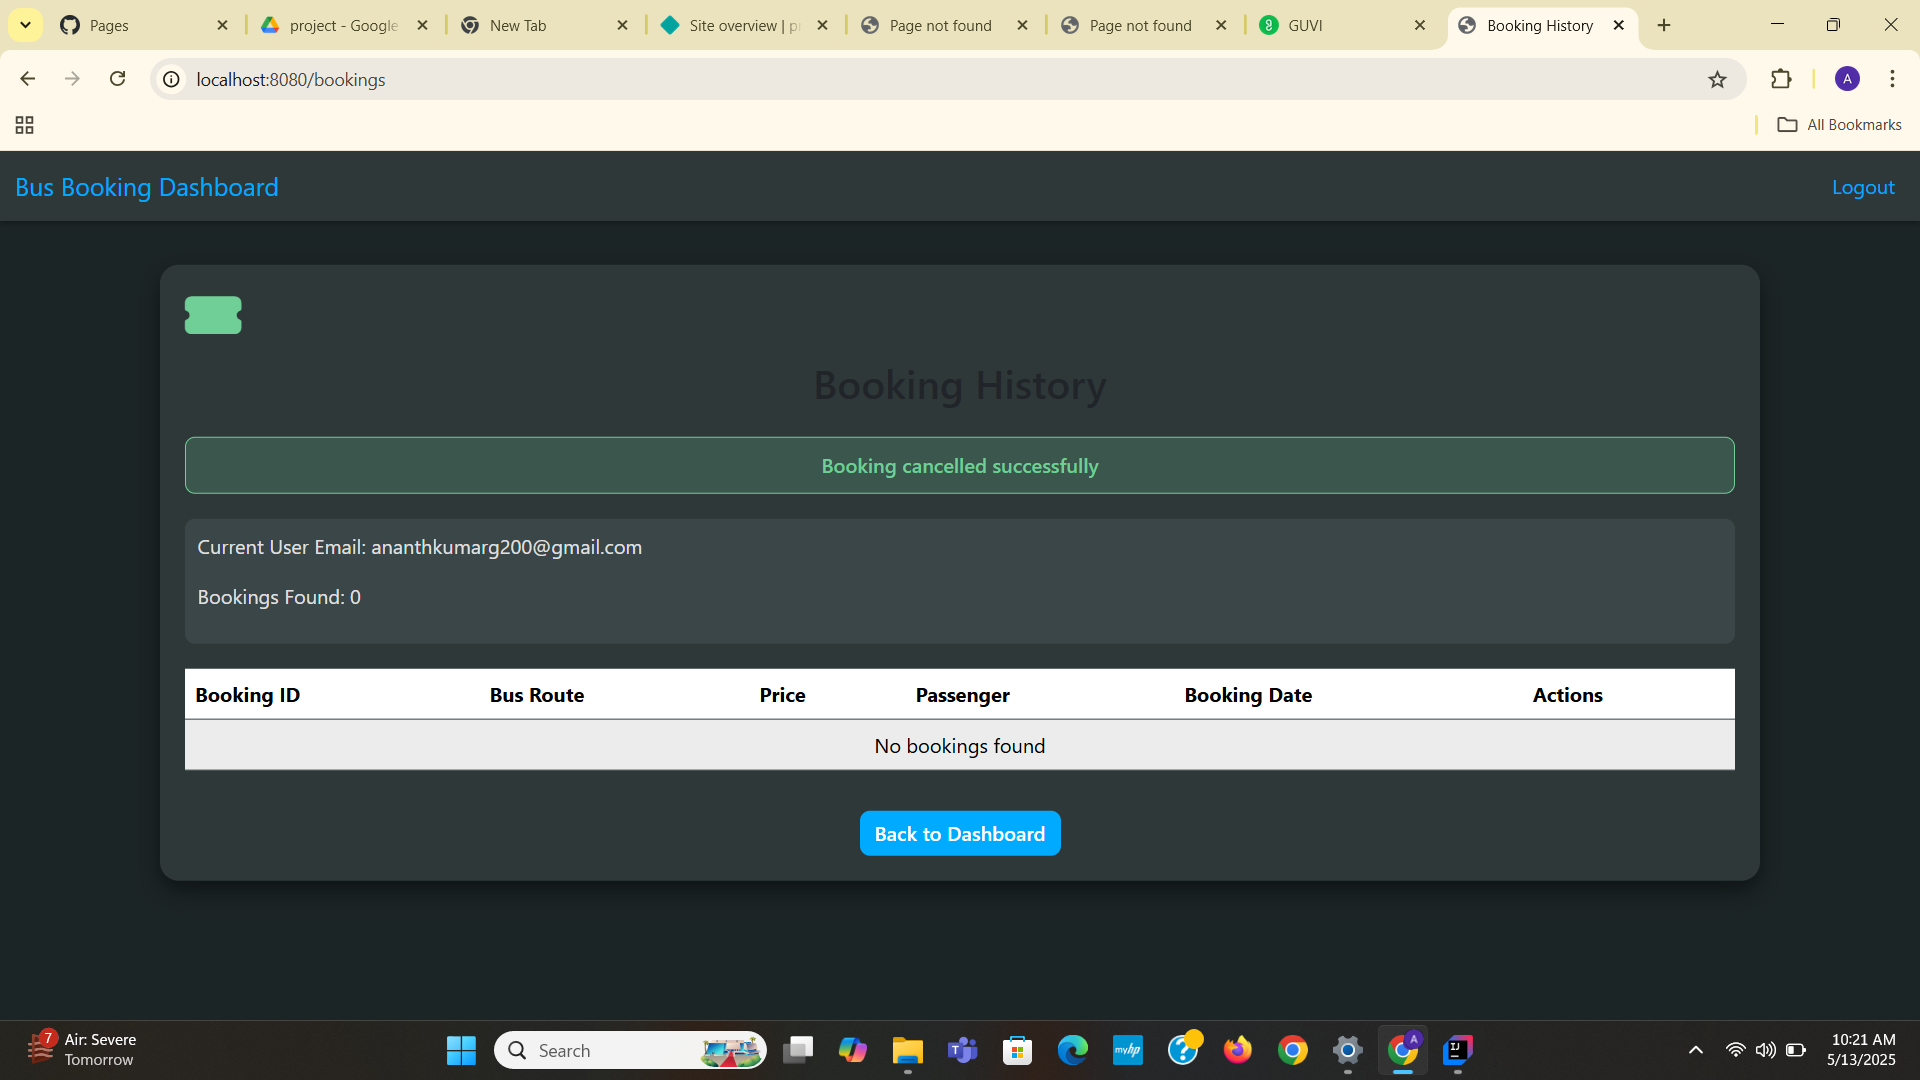 Pages
project - Google
New Tab
Site overview | p
Page not found
Page not found
GUVI
Booking History
localhost:8080/bookings
A
All Bookmarks
Bus Booking Dashboard
Logout
Booking History
Booking cancelled successfully
Current User Email: ananthkumarg200@gmail.com
Bookings Found: 0
Booking ID Bus Route Price Passenger Booking Date Actions
No bookings found
Back to Dashboard
7
Air: Severe
Tomorrow
Search
myhp
A
10:21 AM
5/13/2025